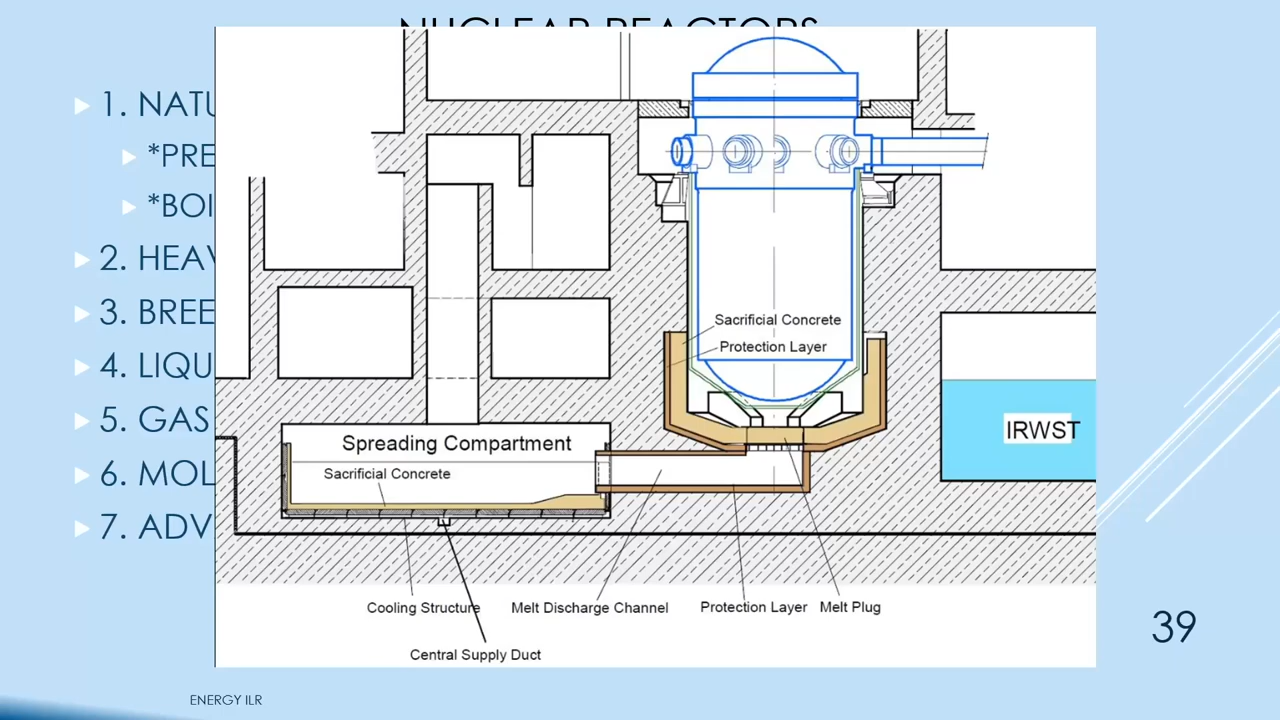 NUCLEAR REACTORS
1. NATU
*PRE
*BOI
2. HEAV
3. BREE
4. LIQU
5. GAS
6. MOL
7. ADV
Sacrificial Concrete
Protection Layer
IRWST
Spreading Compartment
Sacrificial Concrete
Cooling Structure
Melt Discharge Channel
Protection Layer
Melt Plug
Central Supply Duct
39
ENERGY ILR